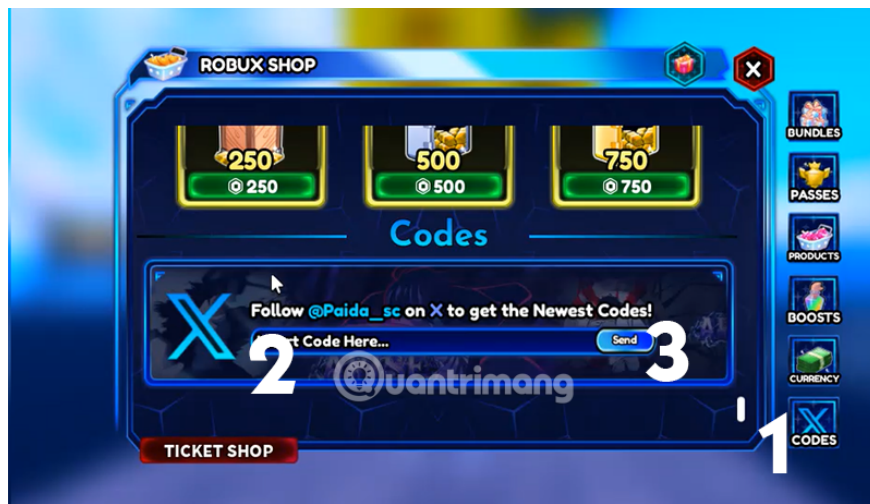 ROBUX SHOP
250
500
750
250
500
750
BUNDLES
PASSES
PRODUCTS
BOOSTS
CURRENCY
CODES
Codes
Follow @Paida_sc on X to get the Newest Codes!
Code Here...
Send
1
2
3
Quantrimang
TICKET SHOP